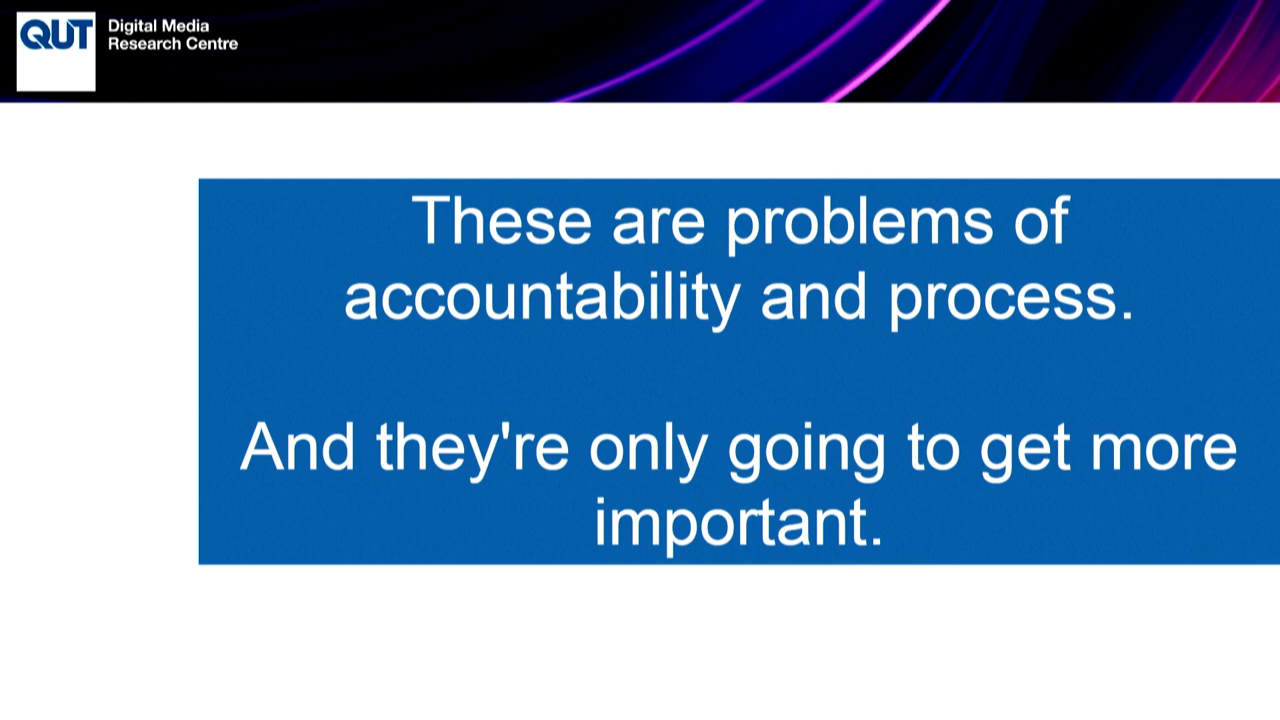 QUT
Digital Media
Research Centre
These are problems of
accountability and process.
And they're only going to get more
important.